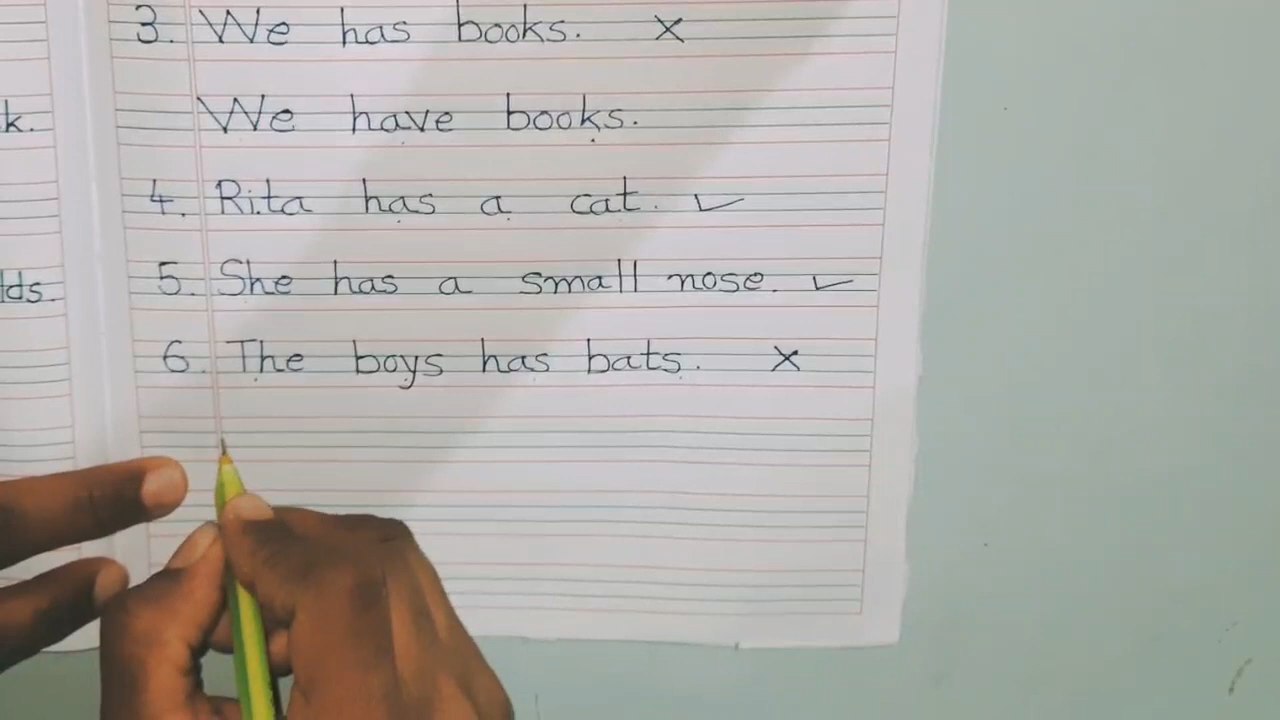 3. We has books. ×
We have books.
k.
4. Rita has a cat. ✓
5. She has a small nose. ✓
lds.
6. The boys has bats. ×